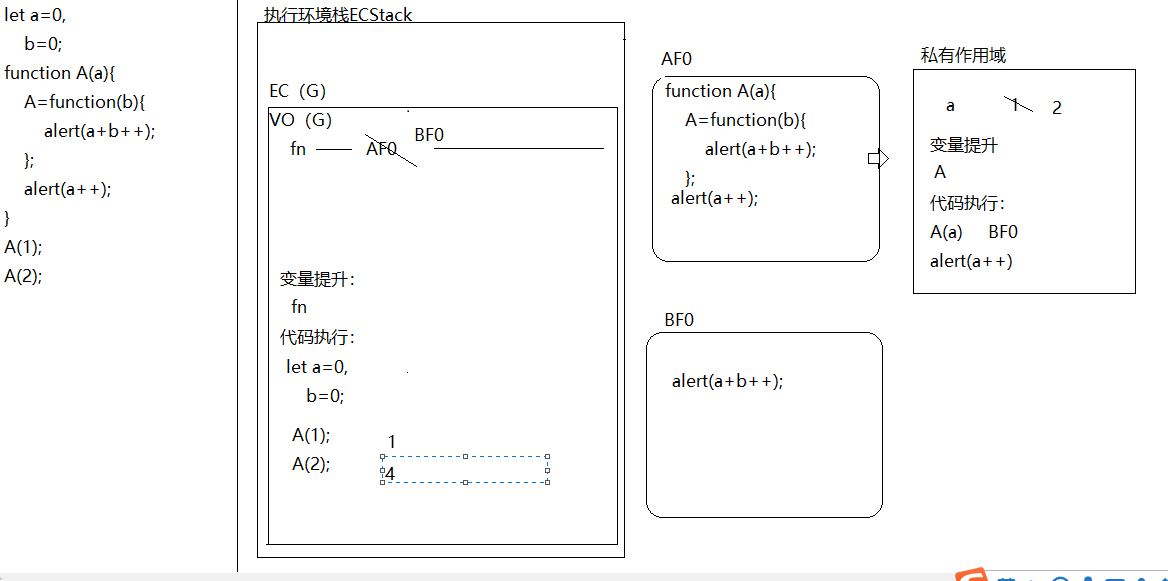 let a=0,
b=0;
function A(a){
A=function(b){
alert(a+b++);
};
alert(a++);
}
A(1);
A(2);
执行环境栈ECStack
EC（G）
VO（G）
fn
AF0
BF0
变量提升：
fn
代码执行：
let a=0,
b=0;
A(1);
1
A(2);
4
AF0
function A(a){
A=function(b){
alert(a+b++);
};
alert(a++);
BF0
alert(a+b++);
私有作用域
a 1 2
变量提升
A
代码执行：
A(a) BF0
alert(a++)